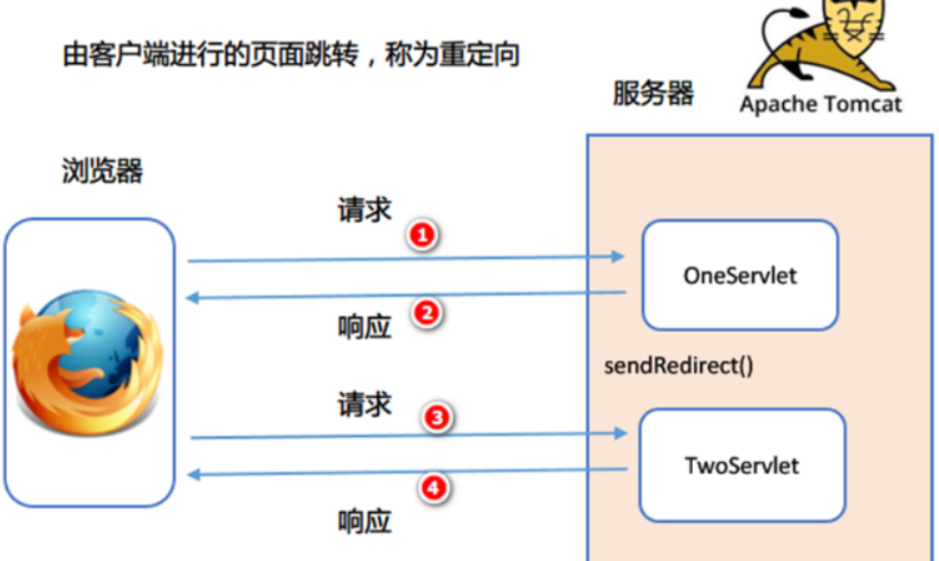 由客户端进行的页面跳转，称为重定向
服务器
Apache Tomcat
浏览器
请求
1
OneServlet
2
响应
sendRedirect()
请求
3
TwoServlet
4
响应